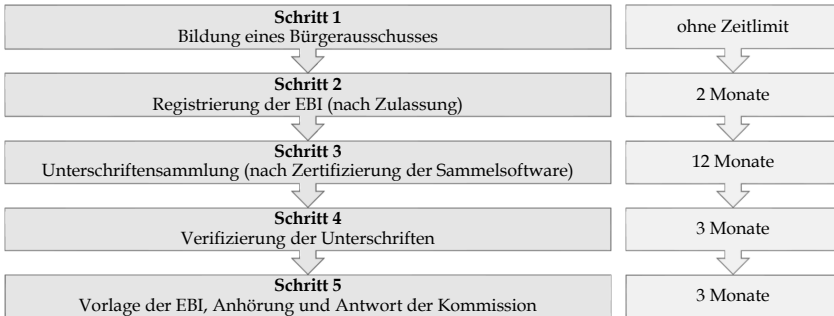 Schritt 1
Bildung eines Bürgerausschusses
ohne Zeitlimit
Schritt 2
Registrierung der EBI (nach Zulassung)
2 Monate
Schritt 3
Unterschriftensammlung (nach Zertifizierung der Sammelsoftware)
12 Monate
Schritt 4
Verifizierung der Unterschriften
3 Monate
Schritt 5
Vorlage der EBI, Anhörung und Antwort der Kommission
3 Monate